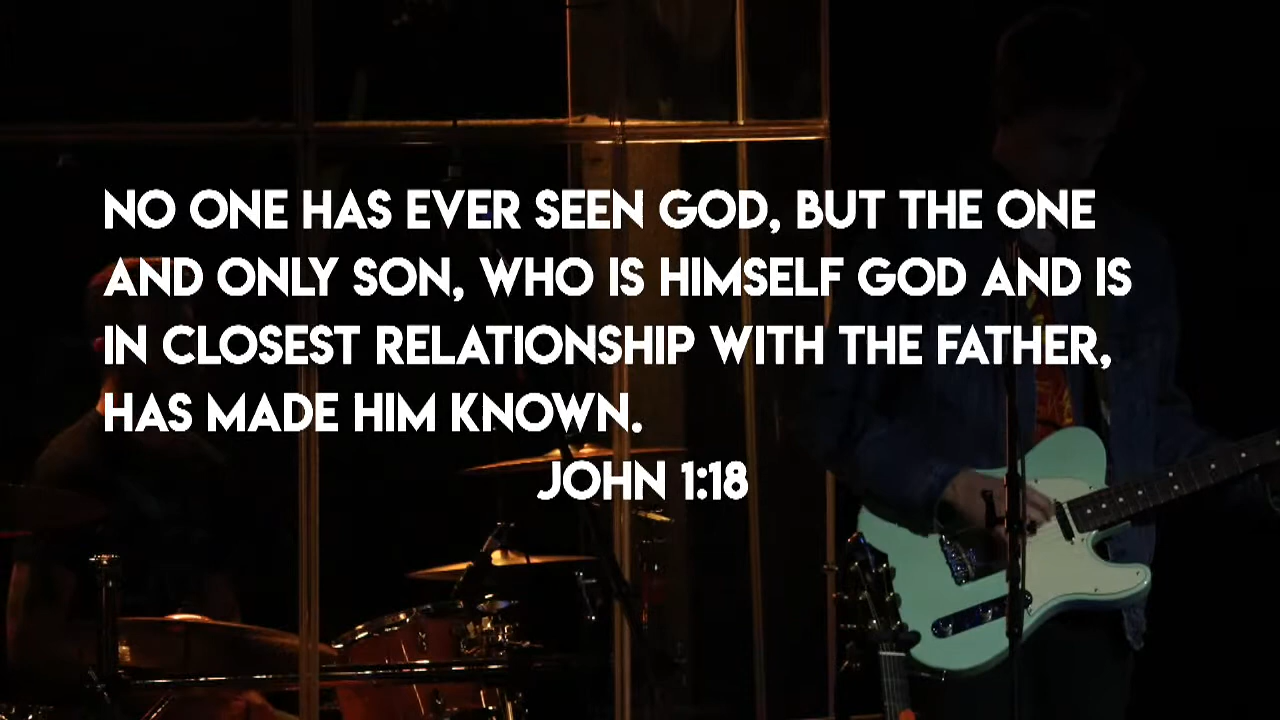 NO ONE HAS EVER SEEN GOD, BUT THE ONE
AND ONLY SON, WHO IS HIMSELF GOD AND IS
IN CLOSEST RELATIONSHIP WITH THE FATHER,
HAS MADE HIM KNOWN.
JOHN 1:18